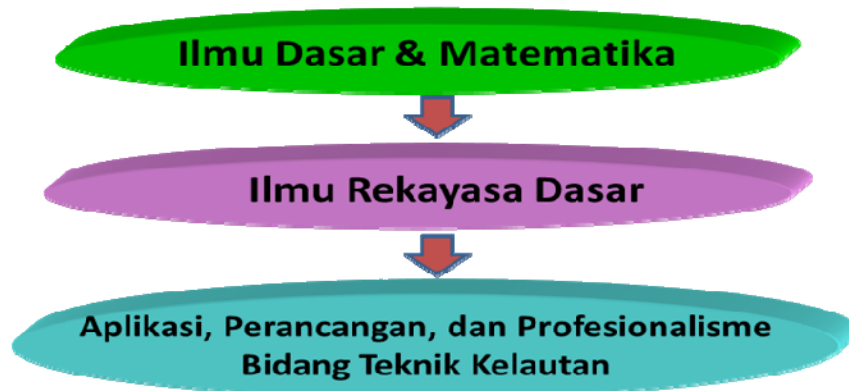 Ilmu Dasar & Matematika
Ilmu Rekayasa Dasar
Aplikasi, Perancangan, dan Profesionalisme
Bidang Teknik Kelautan